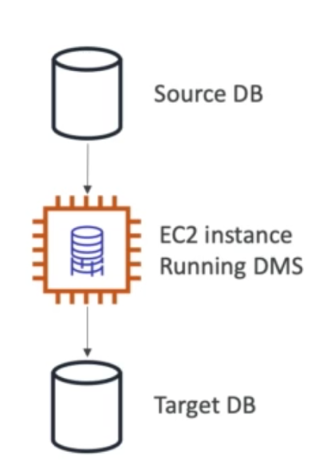 Source DB
EC2 instance
Running DMS
Target DB